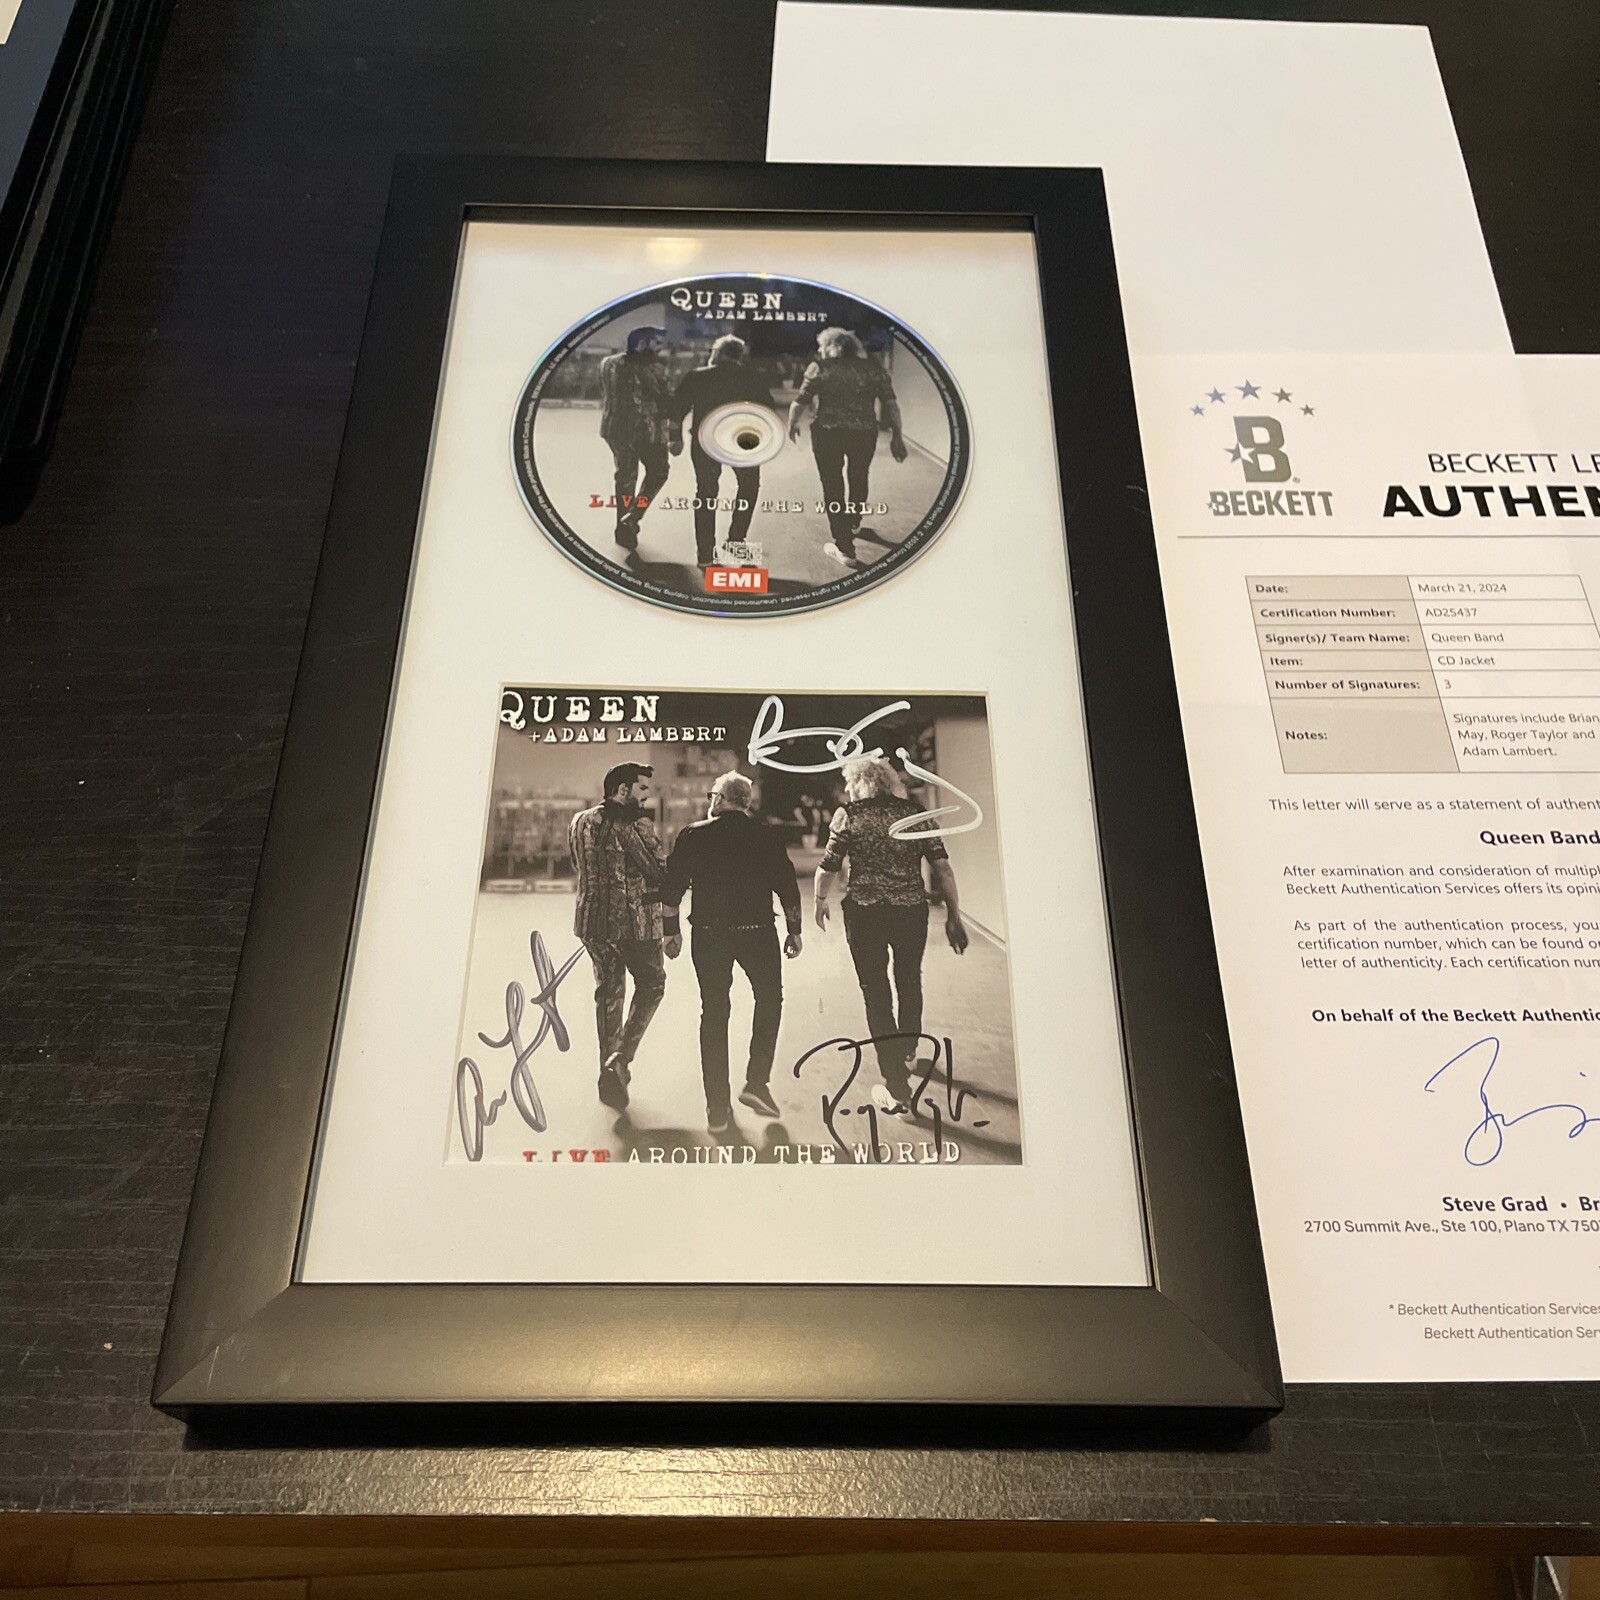 QUEEN
+ADAM LAMBERT
LIVE AROUND THE WORLD
COMPACT
disc
EMI
QUEEN
+ADAM LAMBERT
LIVE AROUND THE WORLD
B
BECKETT
BECKETT LE
AUTHEN
Date: March 21, 2024
Certification Number: AD25437
Signer(s)/ Team Name: Queen Band
Item: CD Jacket
Number of Signatures: 3
Notes: Signatures include Brian
May, Roger Taylor and
Adam Lambert.
This letter will serve as a statement of authent
Queen Band
After examination and consideration of multipl
Beckett Authentication Services offers its opini
As part of the authentication process, you
certification number, which can be found o
letter of authenticity. Each certification num
On behalf of the Beckett Authentic
Steve Grad • Br
2700 Summit Ave., Ste 100, Plano TX 750
* Beckett Authentication Services
Beckett Authentication Ser